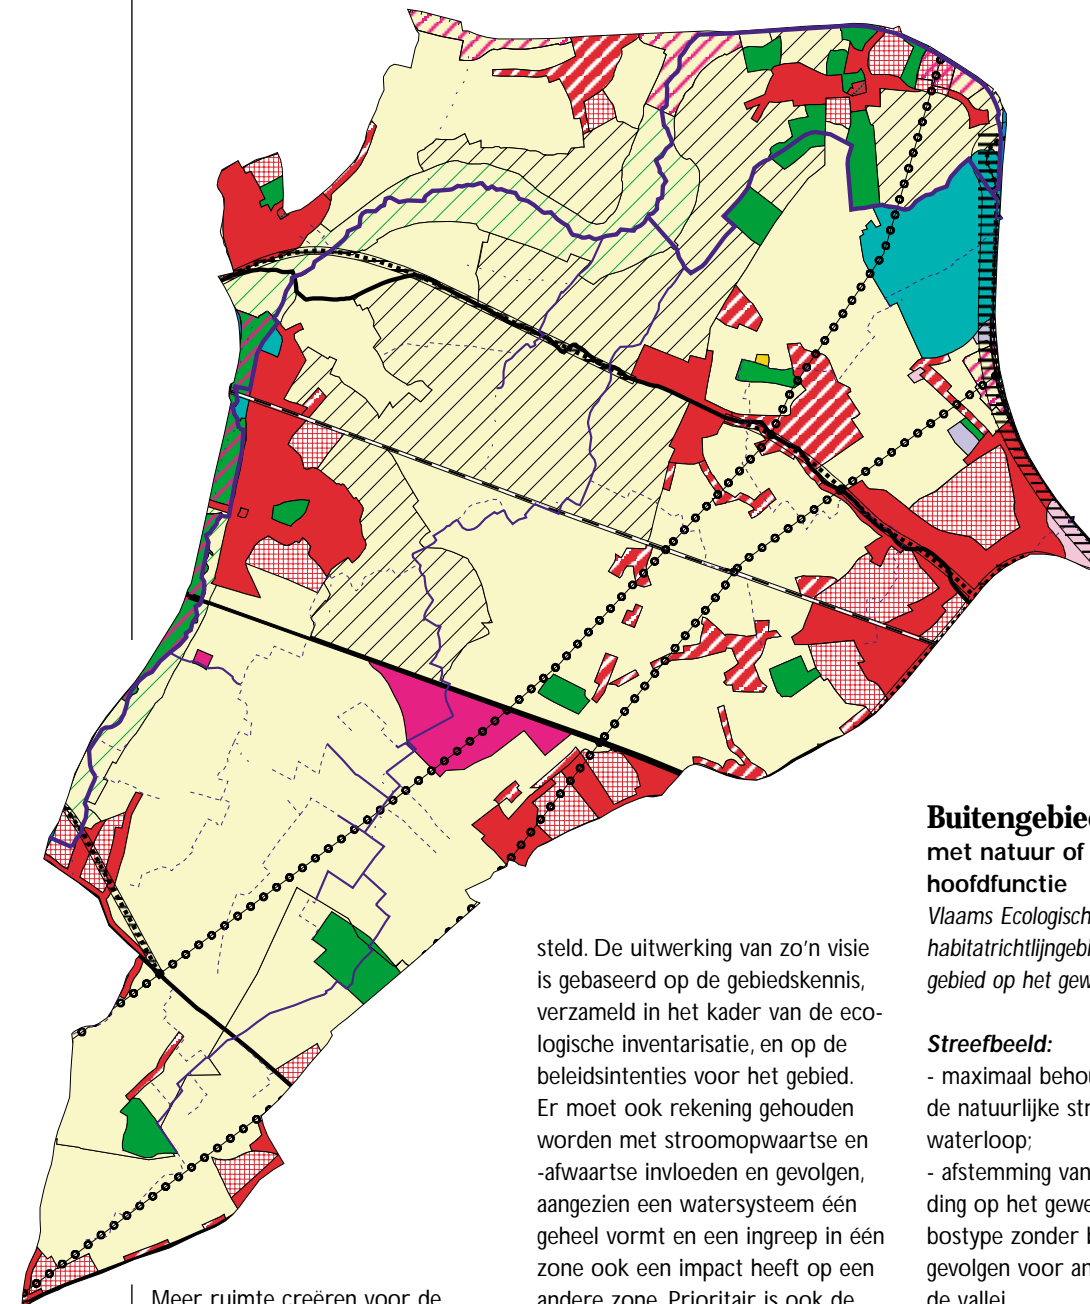 Meer ruimte creëren voor de
steld. De uitwerking van zo'n visie
is gebaseerd op de gebiedskennis,
verzameld in het kader van de eco-
logische inventarisatie, en op de
beleidsintenties voor het gebied.
Er moet ook rekening gehouden
worden met stroomopwaartse en
-afwaartse invloeden en gevolgen,
aangezien een watersysteem één
geheel vormt en een ingreep in één
zone ook een impact heeft op een
andere zone. Prioritair is ook de
Buitengebied
met natuur of
hoofdfunctie
Vlaams Ecologisch
habitatrichtlijngebi
gebied op het gew
Streefbeeld:
- maximaal behou
de natuurlijke str
waterloop;
- afstemming van
ding op het gewe
bostype zonder b
gevolgen voor an
de vallei